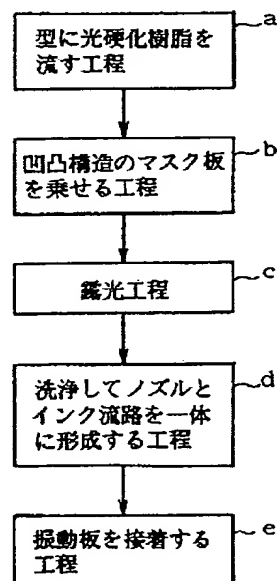 型に光硬化樹脂を
流す工程
a
凹凸構造のマスク板
を乗せる工程
b
露光工程
c
洗浄してノズルと
インク流路を一体
に形成する工程
d
振動板を接着する
工程
e